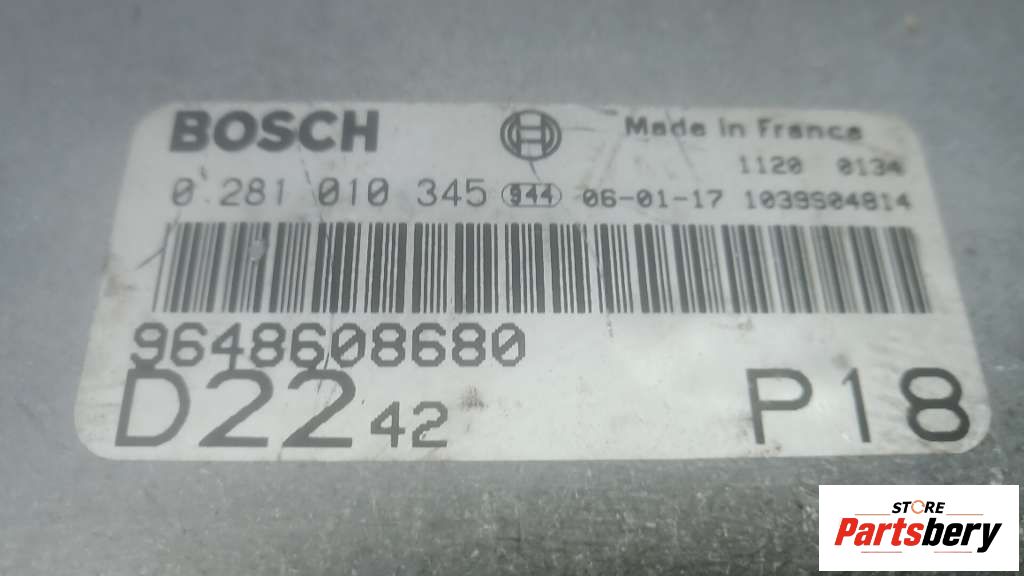 BOSCH
Made in France
1120 0134
0 281 010 345 944 06-01-17 1039S04814
9648608680
D22 42
P18
STORE
Partsbery